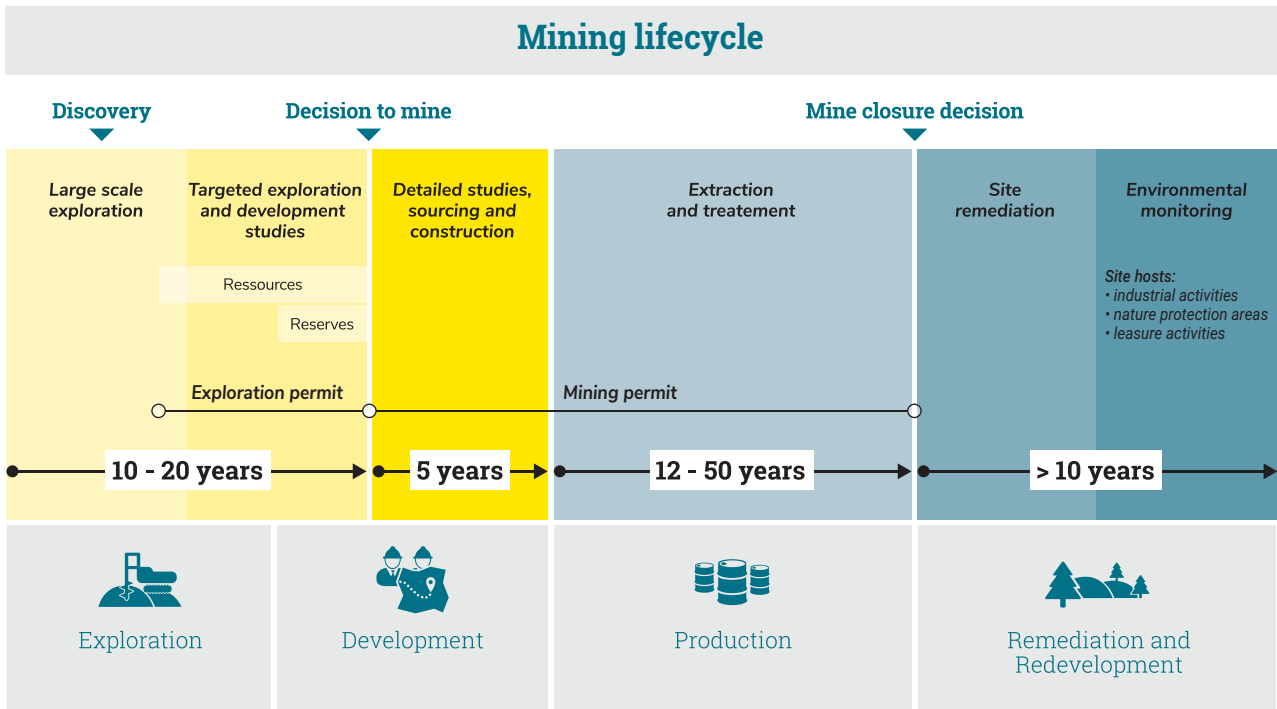 Mining lifecycle
Discovery
Decision to mine
Mine closure decision
Large scale
exploration
Targeted exploration
and development
studies
Detailed studies,
sourcing and
construction
Extraction
and treatement
Site
remediation
Environmental
monitoring
Ressources
Reserves
Site hosts:
• industrial activities
• nature protection areas
• leasure activities
Exploration permit
Mining permit
10 - 20 years
5 years
12 - 50 years
> 10 years
Exploration
Development
Production
Remediation and
Redevelopment